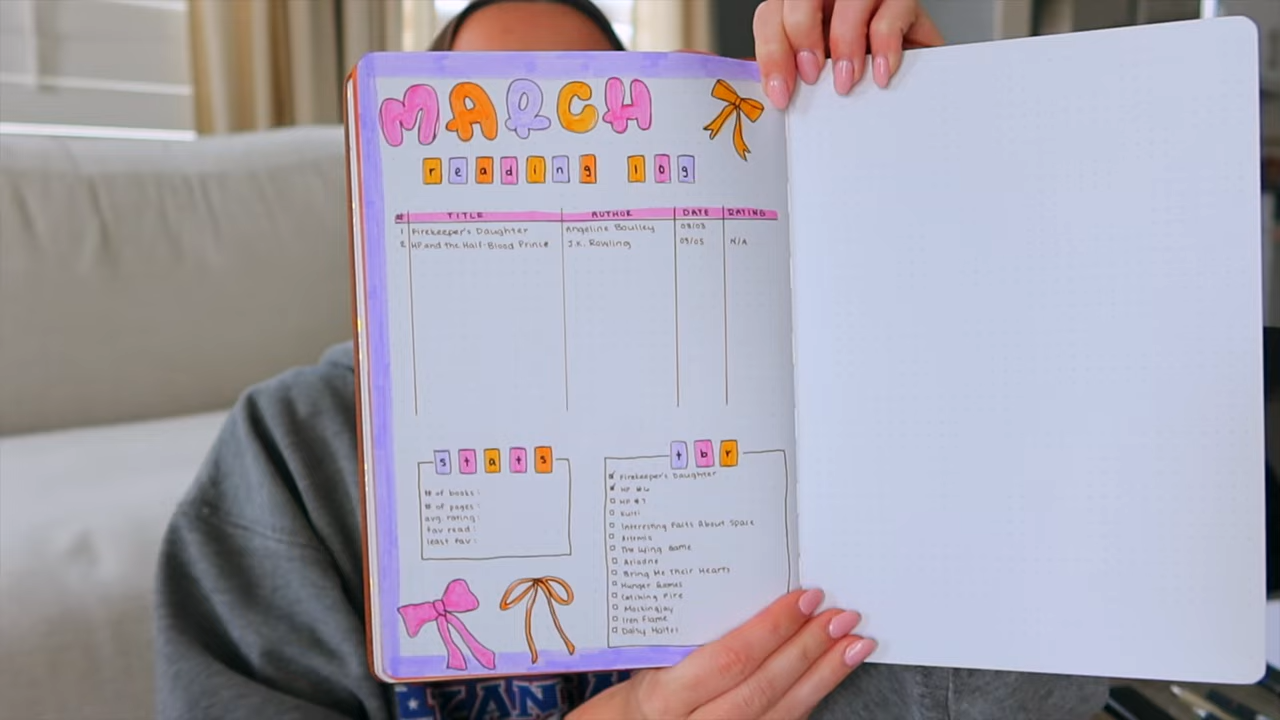 MARCH
reading log
# TITLE AUTHOR DATE RATING
1 Firekeeper's Daughter Angeline Boulley 03/03
2 HP and the Half-Blood Prince J.K. Rowling 03/05 N/A
stats
# of books:
# of pages:
avg. rating:
fav read:
least fav:
tbr
Firekeeper's Daughter
HP #6
HP #7
Interesting Facts About Space
Artemis
The Lying Game
Ariadne
Bring Me Their Hearts
Hunger Games
Catching Fire
Mockingjay
Iron Flame
Daisy Haites